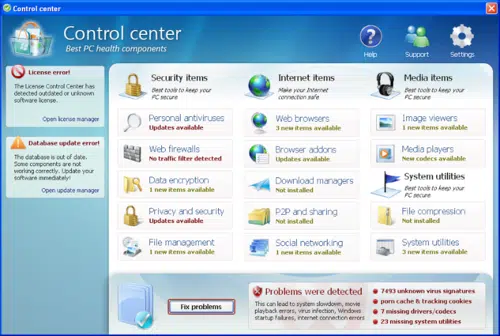 Control center
Control center
Best PC health components
Help
Support
Settings
License error!
The License Control Center has
detected outdated or unknown
software license.
Open license manager
Database update error!
The database is out of date.
Some components are not
working correctly. Update your
software immediately!
Open update manager
Security items
Best tools to keep your
PC secure
Personal antiviruses
Updates available
Web firewalls
No traffic filter detected
Data encryption
1 new items available
Privacy and security
Updates available
File management
1 new items available
Internet items
Make your Internet
connection safe
Web browsers
3 new items available
Browser addons
Updates available
Download managers
Not installed
P2P and sharing
Not installed
Social networking
1 new items available
Media items
Best tools to keep your
PC secure
Image viewers
1 new items available
Media players
New codecs available
System utilities
Best tools to keep your
PC secure
File compression
Not installed
System utilities
3 new items available
Fix problems
Problems were detected
This can lead to system slowdown, movie
playback errors, virus infection, Windows
startup failures, internet connection errors
7493 unknown virus signatures
porn cache & tracking cookies
7 missing drivers/codecs
23 missing system utilities